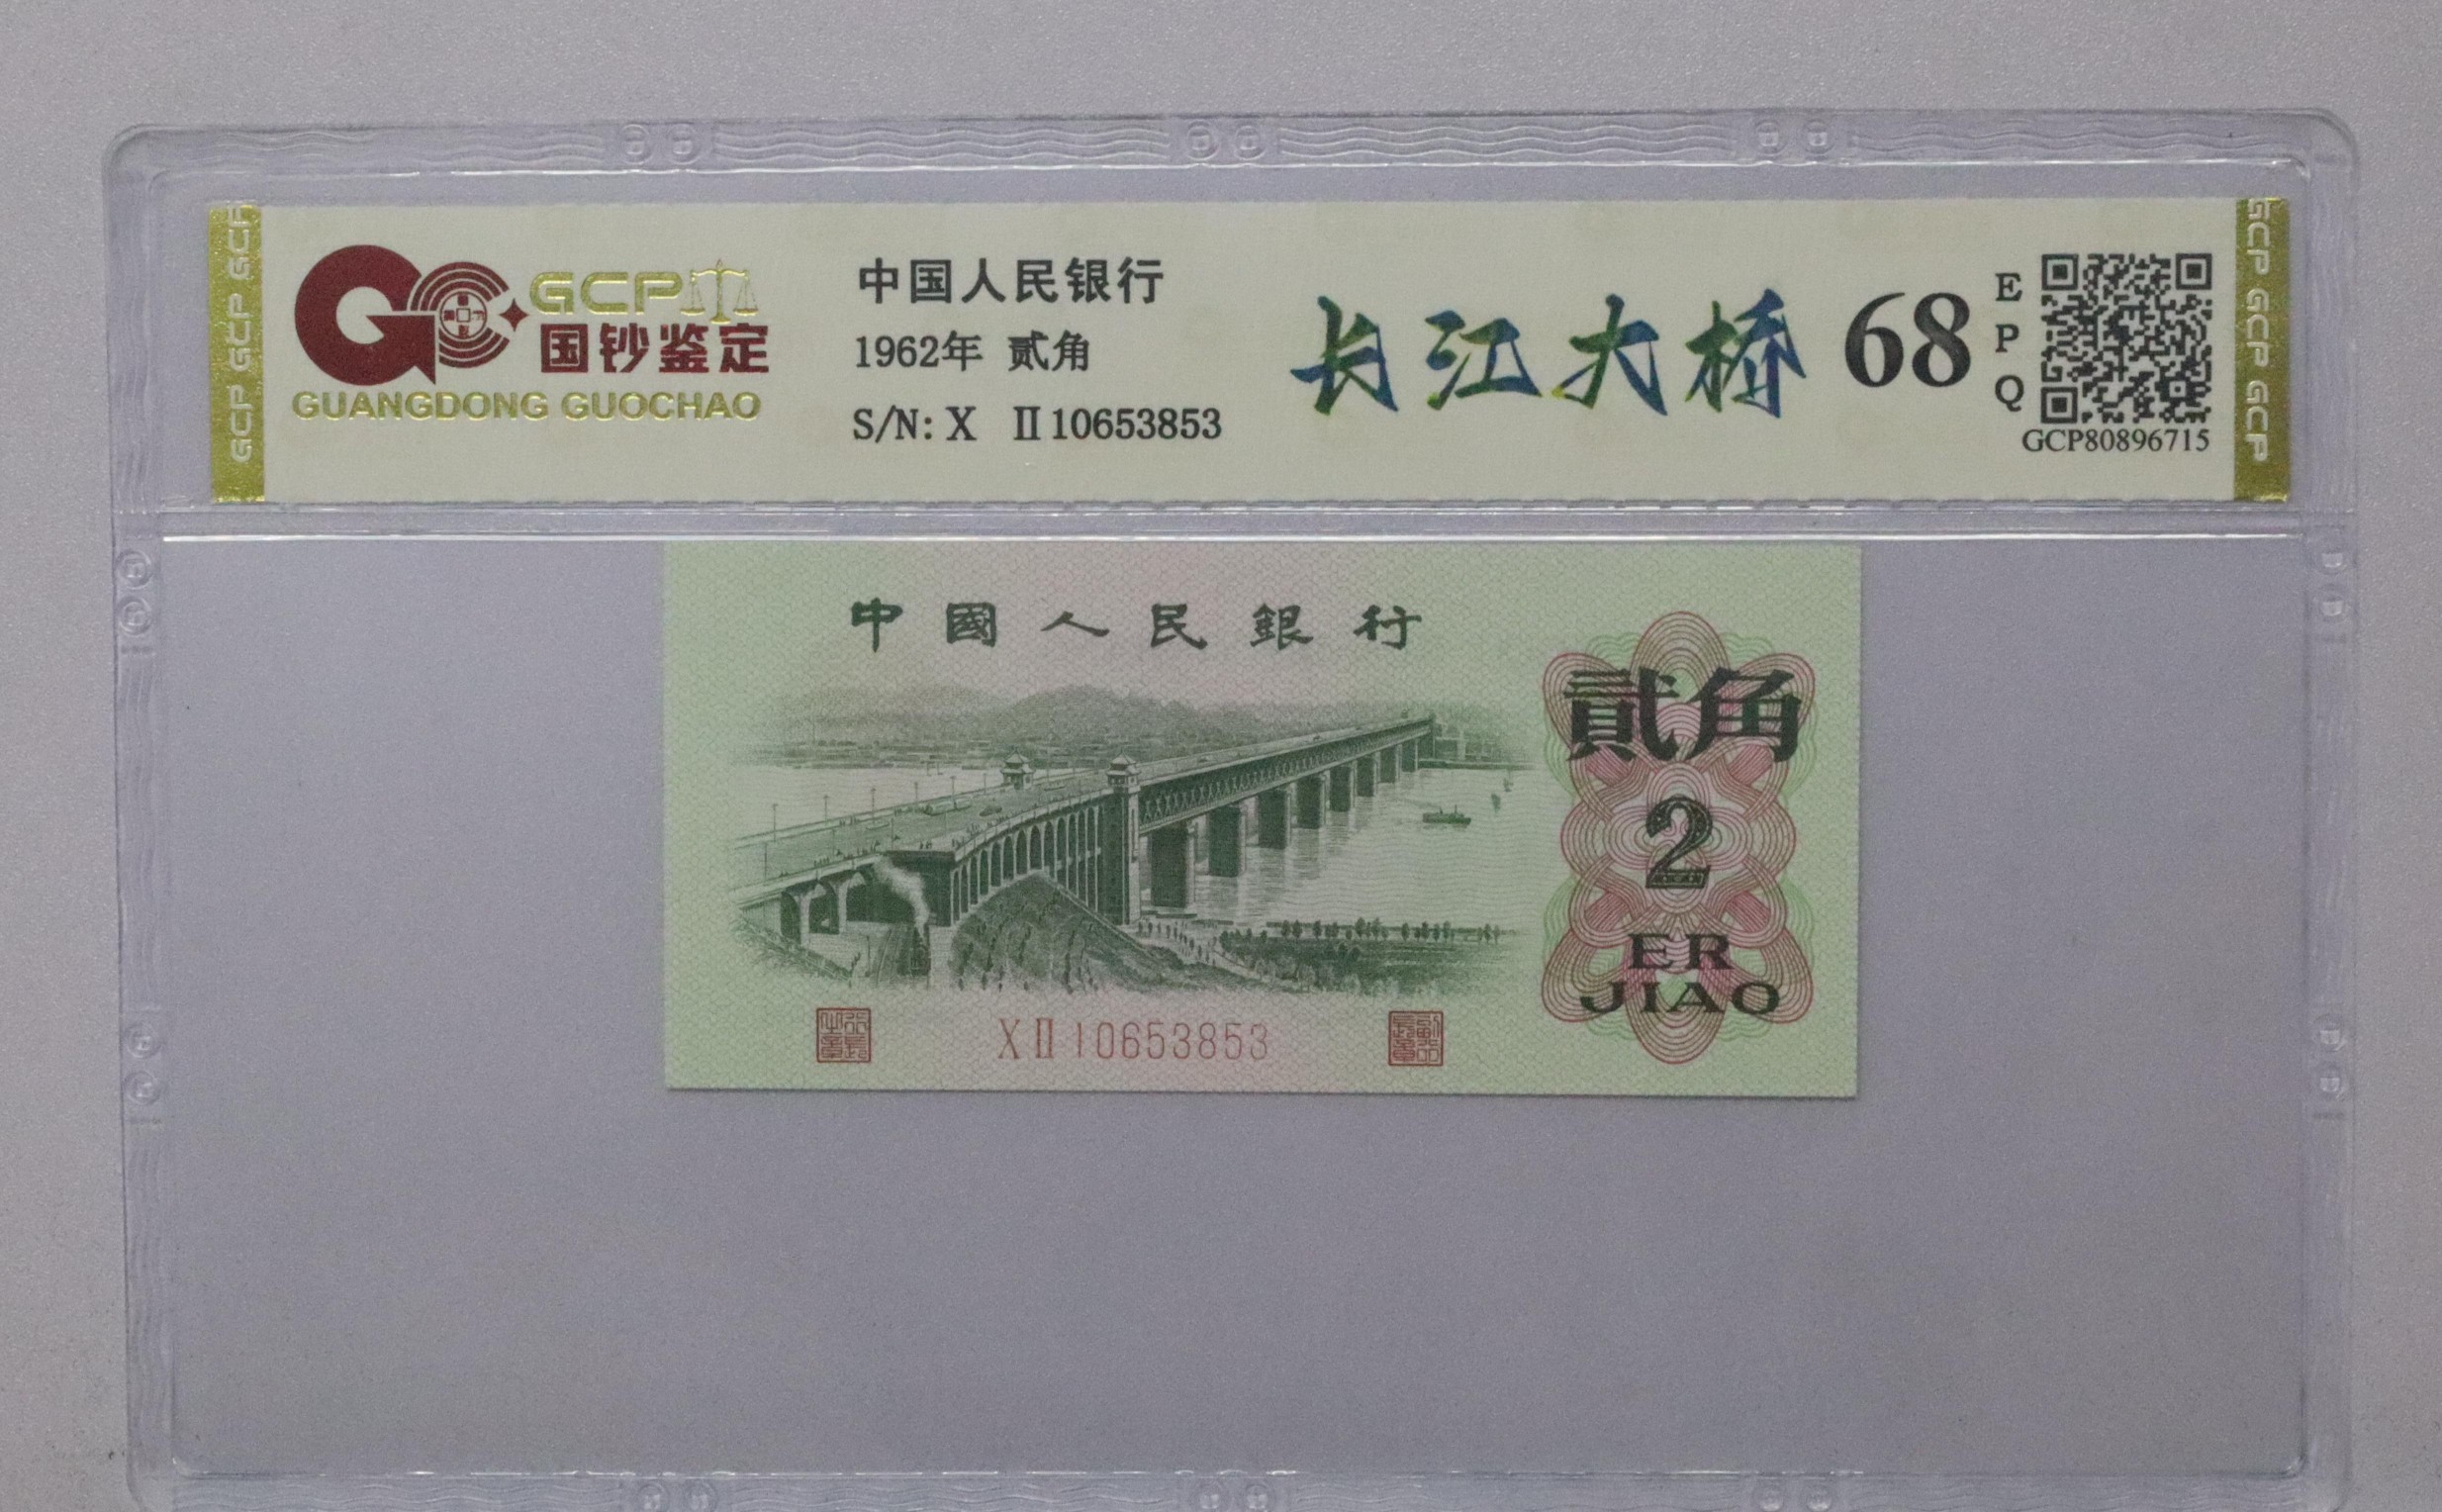 GCP
国钞鉴定
GUANGDONG GUOCHAO
中国人民银行
1962年 贰角
S/N: X Ⅱ10653853
长江大桥
68
EPQ
GCP80896715
GCP GCP GCP
GCP GCP GCP
中國人民銀行
貳角
2
ER
JIAO
XⅡ10653853